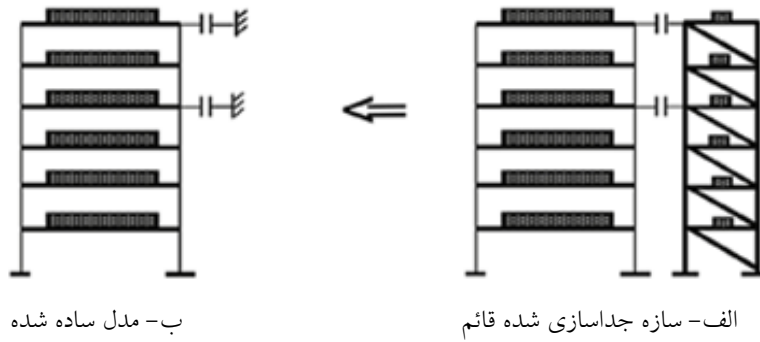 الف- سازه جداسازی شده قائم
ب- مدل ساده شده